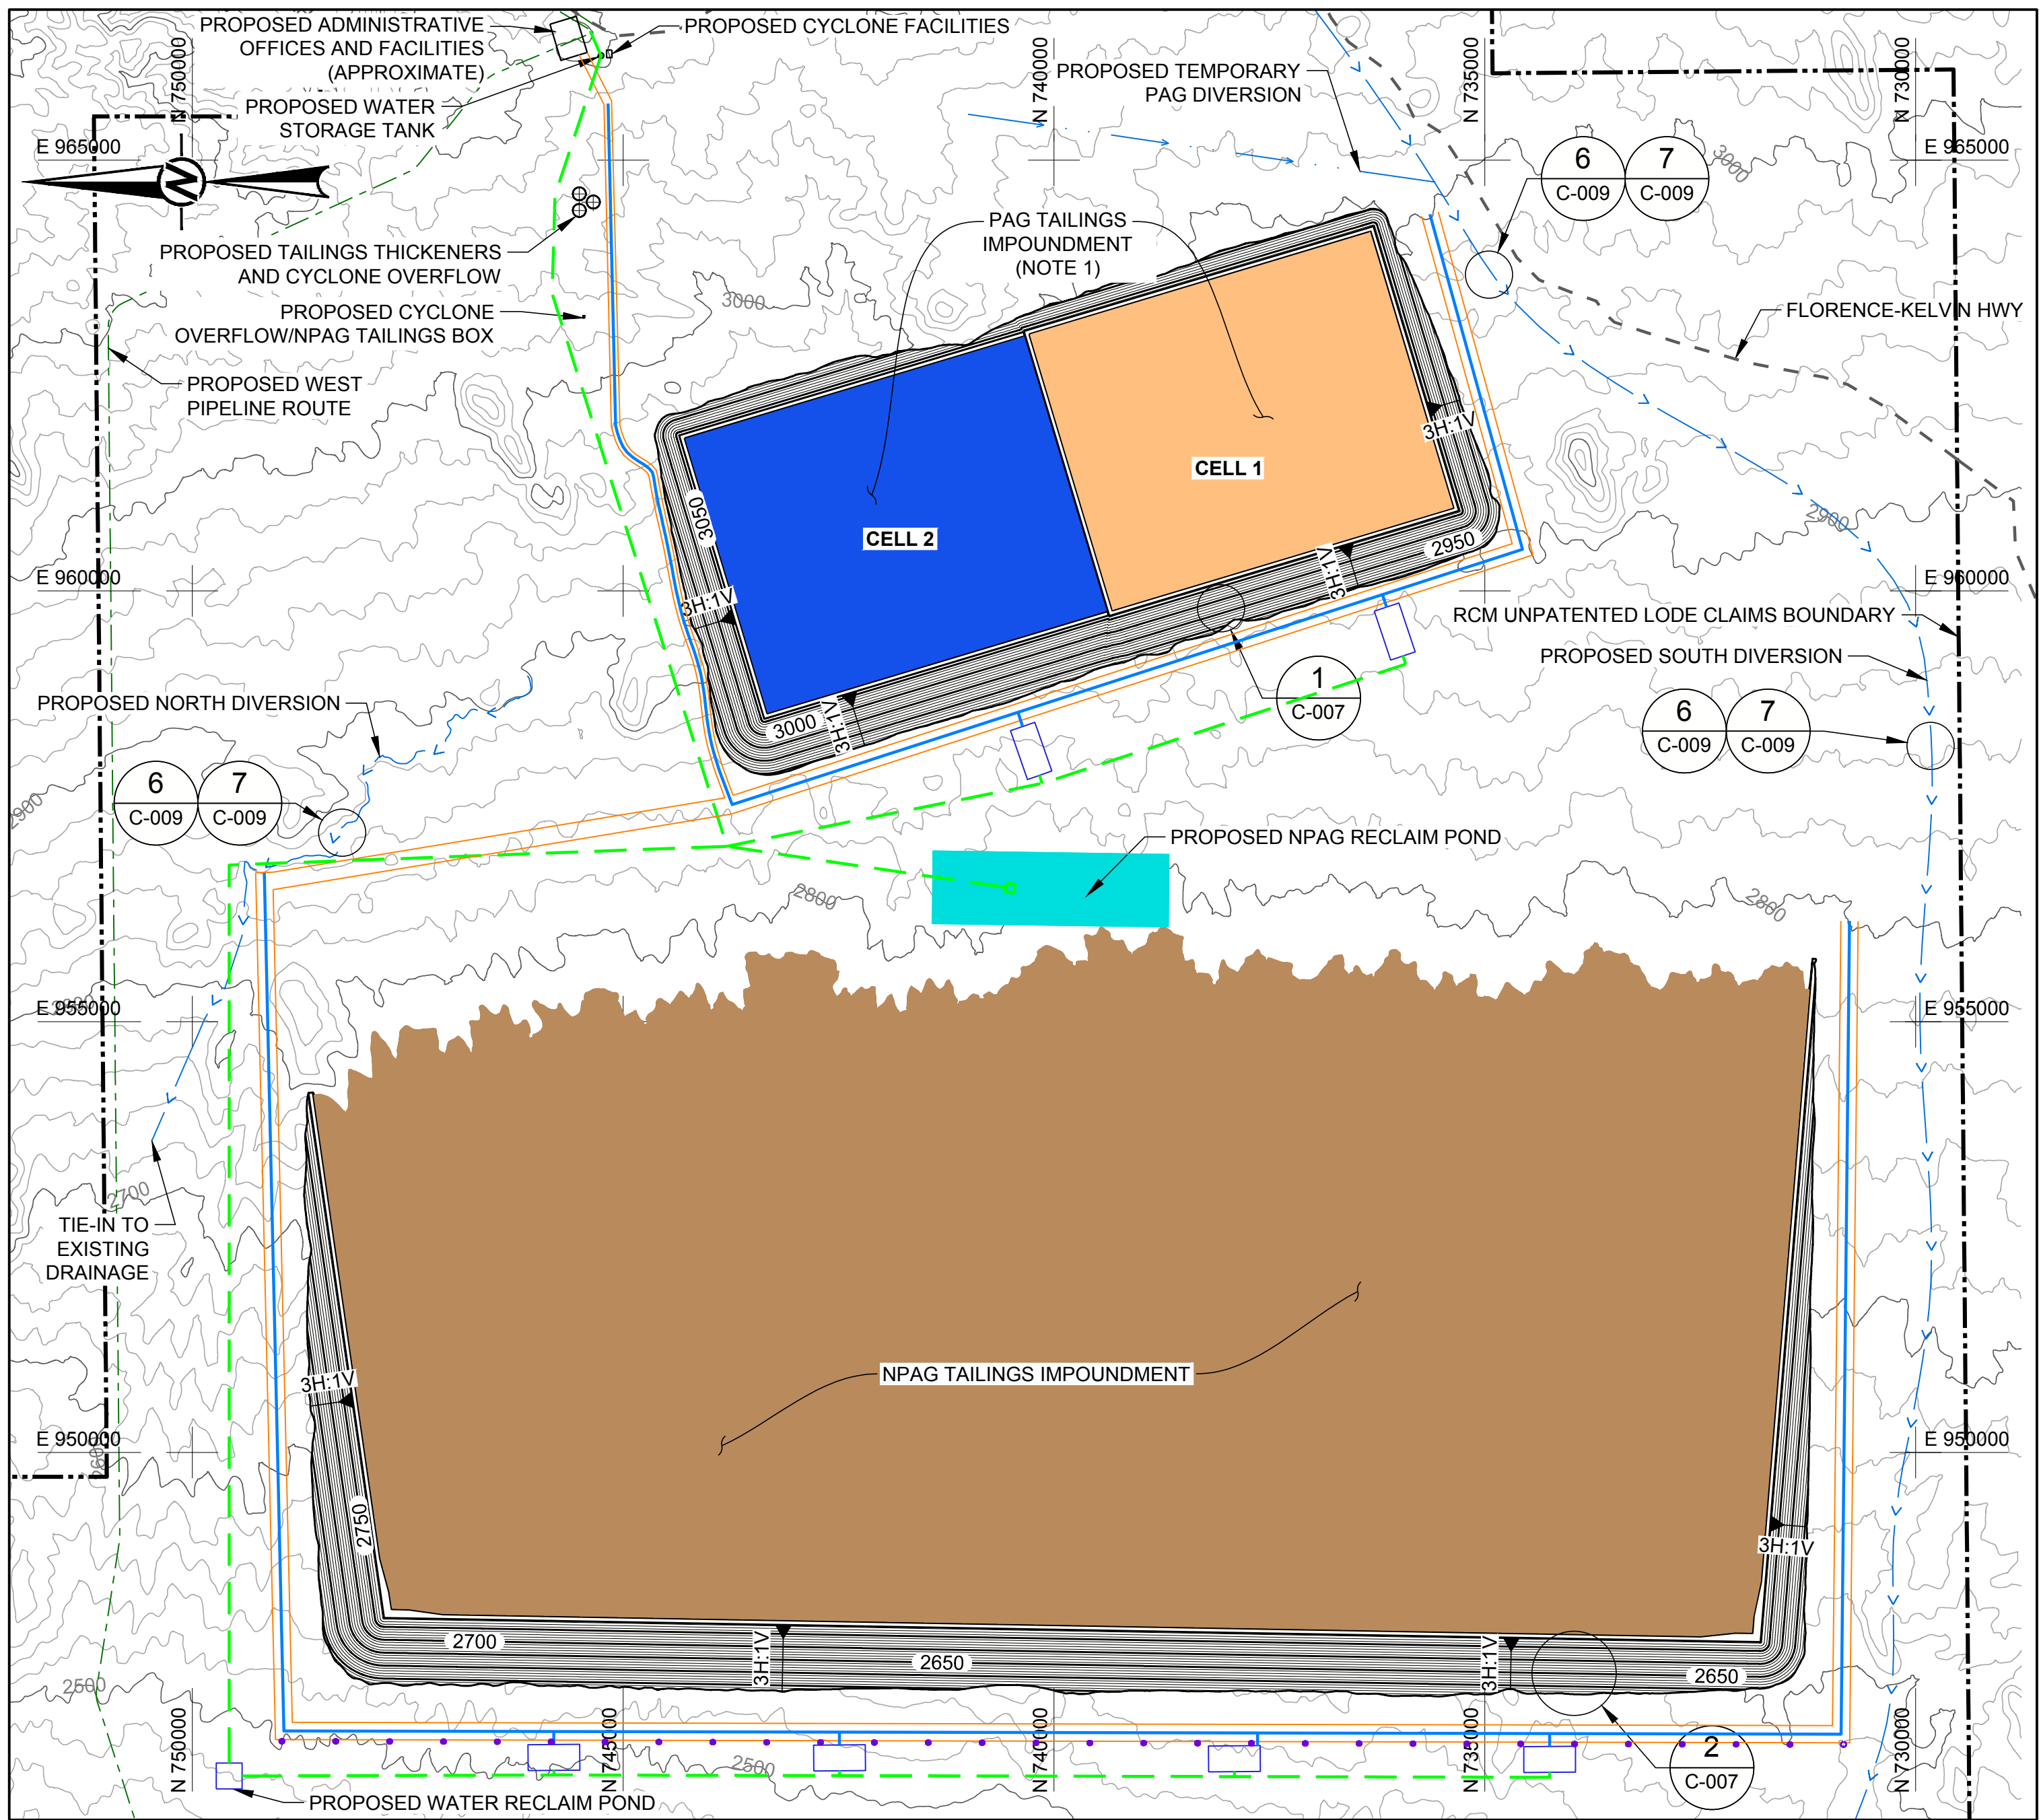 PROPOSED ADMINISTRATIVE
OFFICES AND FACILITIES
(APPROXIMATE)
PROPOSED CYCLONE FACILITIES
N 750000
N 740000
N 735000
N 730000
PROPOSED WATER
STORAGE TANK
PROPOSED TEMPORARY
PAG DIVERSION
E 965000
E 965000
N
6
C-009
7
C-009
3000
PAG TAILINGS
IMPOUNDMENT
(NOTE 1)
PROPOSED TAILINGS THICKENERS
AND CYCLONE OVERFLOW
3000
PROPOSED CYCLONE
OVERFLOW/NPAG TAILINGS BOX
FLORENCE-KELVIN HWY
PROPOSED WEST
PIPELINE ROUTE
3H:1V
CELL 1
CELL 2
3050
2900
2950
3H:1V
E 960000
E 960000
3H:1V
RCM UNPATENTED LODE CLAIMS BOUNDARY
PROPOSED SOUTH DIVERSION
1
C-007
PROPOSED NORTH DIVERSION
3000
3H:1V
6
C-009
7
C-009
6
C-009
7
C-009
2900
PROPOSED NPAG RECLAIM POND
2800
2800
E 955000
E 955000
2700
TIE-IN TO
EXISTING
DRAINAGE
NPAG TAILINGS IMPOUNDMENT
3H:1V
E 950000
E 950000
2600
2750
3H:1V
2700
3H:1V
2650
3H:1V
2650
2500
N 750000
N 745000
N 740000
N 735000
N 730000
2500
2
C-007
PROPOSED WATER RECLAIM POND